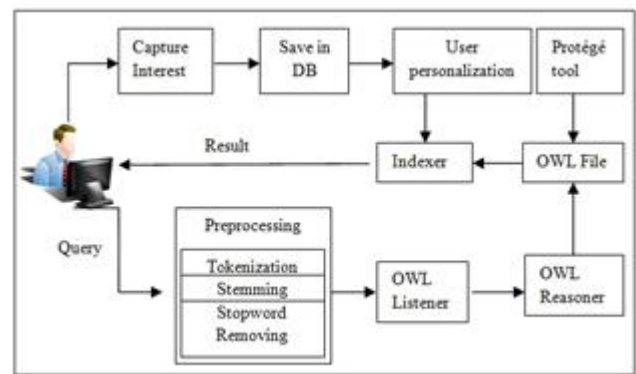 Capture
Interest
Save in
DB
User
personalization
Protégé
tool
Result
Indexer
OWL File
Query
Preprocessing
Tokenization
Stemming
Stopword
Removing
OWL
Listener
OWL
Reasoner